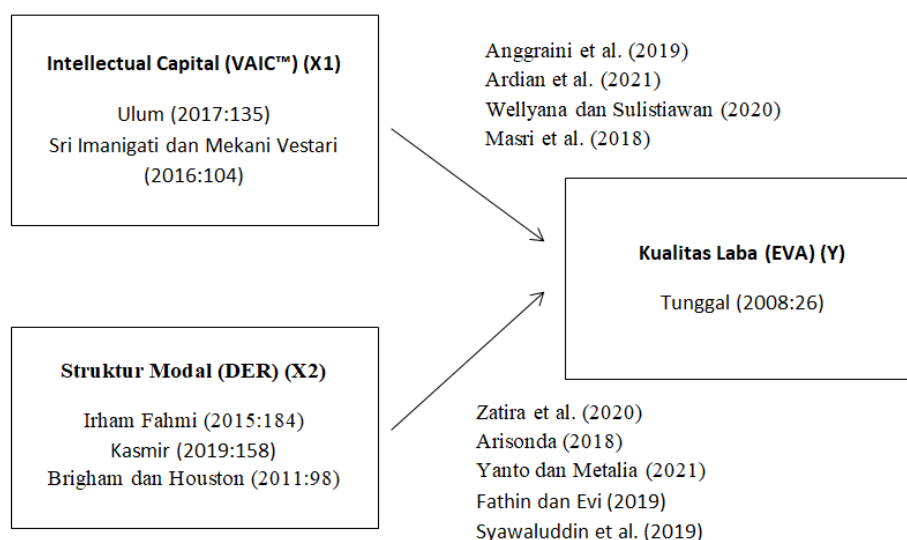 Intellectual Capital (VAIC™) (X1)
Ulum (2017:135)
Sri Imanigati dan Mekani Vestari
(2016:104)
Anggraini et al. (2019)
Ardian et al. (2021)
Wellyana dan Sulistiawan (2020)
Masri et al. (2018)
Kualitas Laba (EVA) (Y)
Tunggal (2008:26)
Struktur Modal (DER) (X2)
Irham Fahmi (2015:184)
Kasmir (2019:158)
Brigham dan Houston (2011:98)
Zatira et al. (2020)
Arisonda (2018)
Yanto dan Metalia (2021)
Fathin dan Evi (2019)
Syawaluddin et al. (2019)